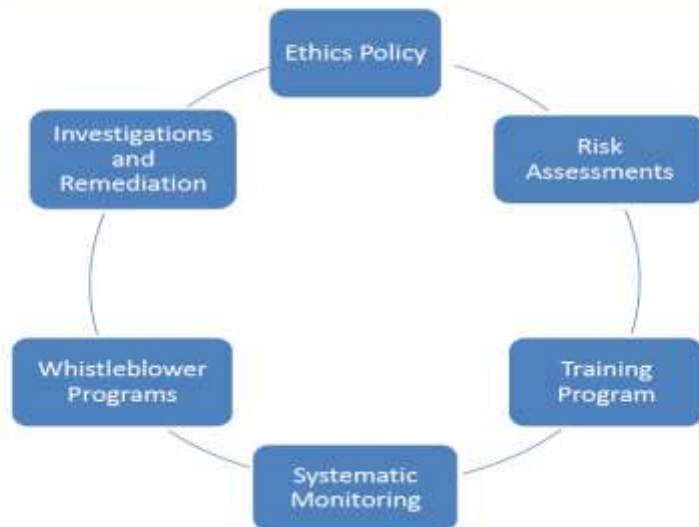 Ethics Policy
Risk
Assessments
Training
Program
Systematic
Monitoring
Whistleblower
Programs
Investigations
and
Remediation